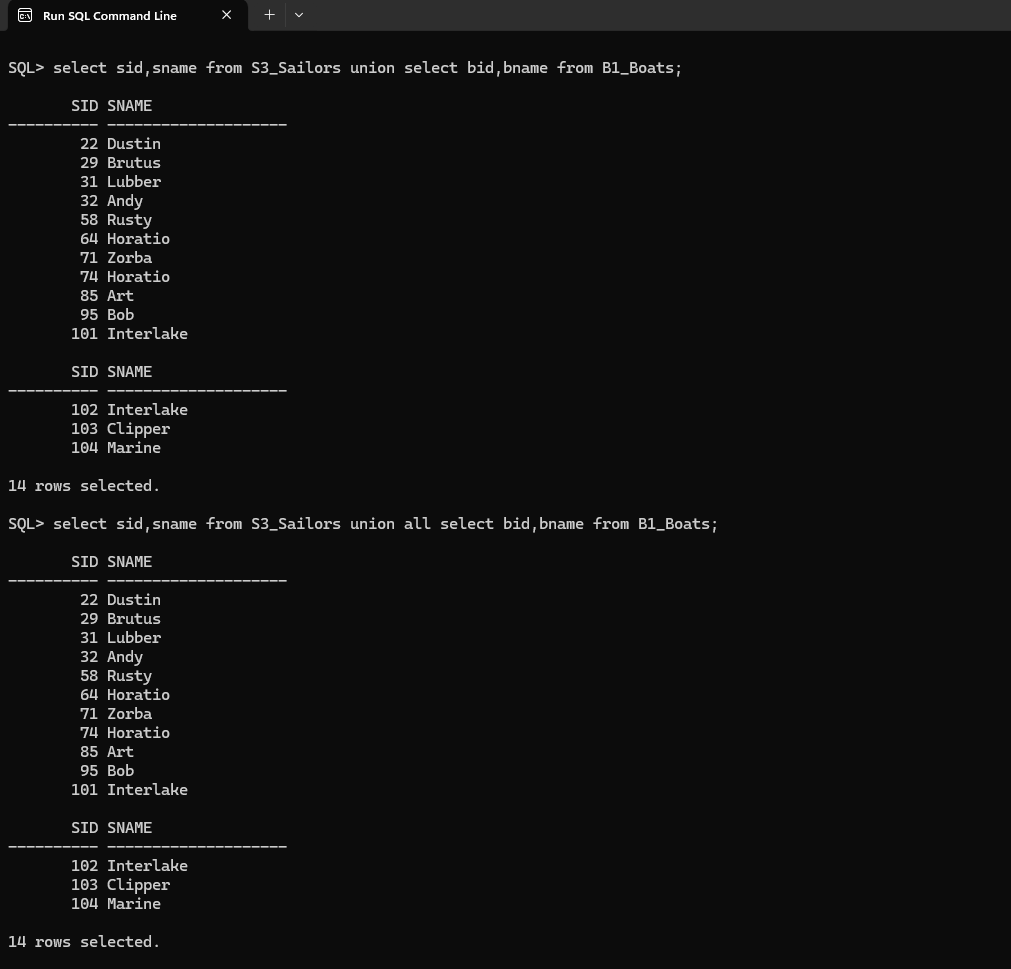 Run SQL Command Line
SQL> select sid,sname from S3_Sailors union select bid,bname from B1_Boats;
SID SNAME
---------- --------------------
22 Dustin
29 Brutus
31 Lubber
32 Andy
58 Rusty
64 Horatio
71 Zorba
74 Horatio
85 Art
95 Bob
101 Interlake
SID SNAME
---------- --------------------
102 Interlake
103 Clipper
104 Marine
14 rows selected.
SQL> select sid,sname from S3_Sailors union all select bid,bname from B1_Boats;
SID SNAME
---------- --------------------
22 Dustin
29 Brutus
31 Lubber
32 Andy
58 Rusty
64 Horatio
71 Zorba
74 Horatio
85 Art
95 Bob
101 Interlake
SID SNAME
---------- --------------------
102 Interlake
103 Clipper
104 Marine
14 rows selected.